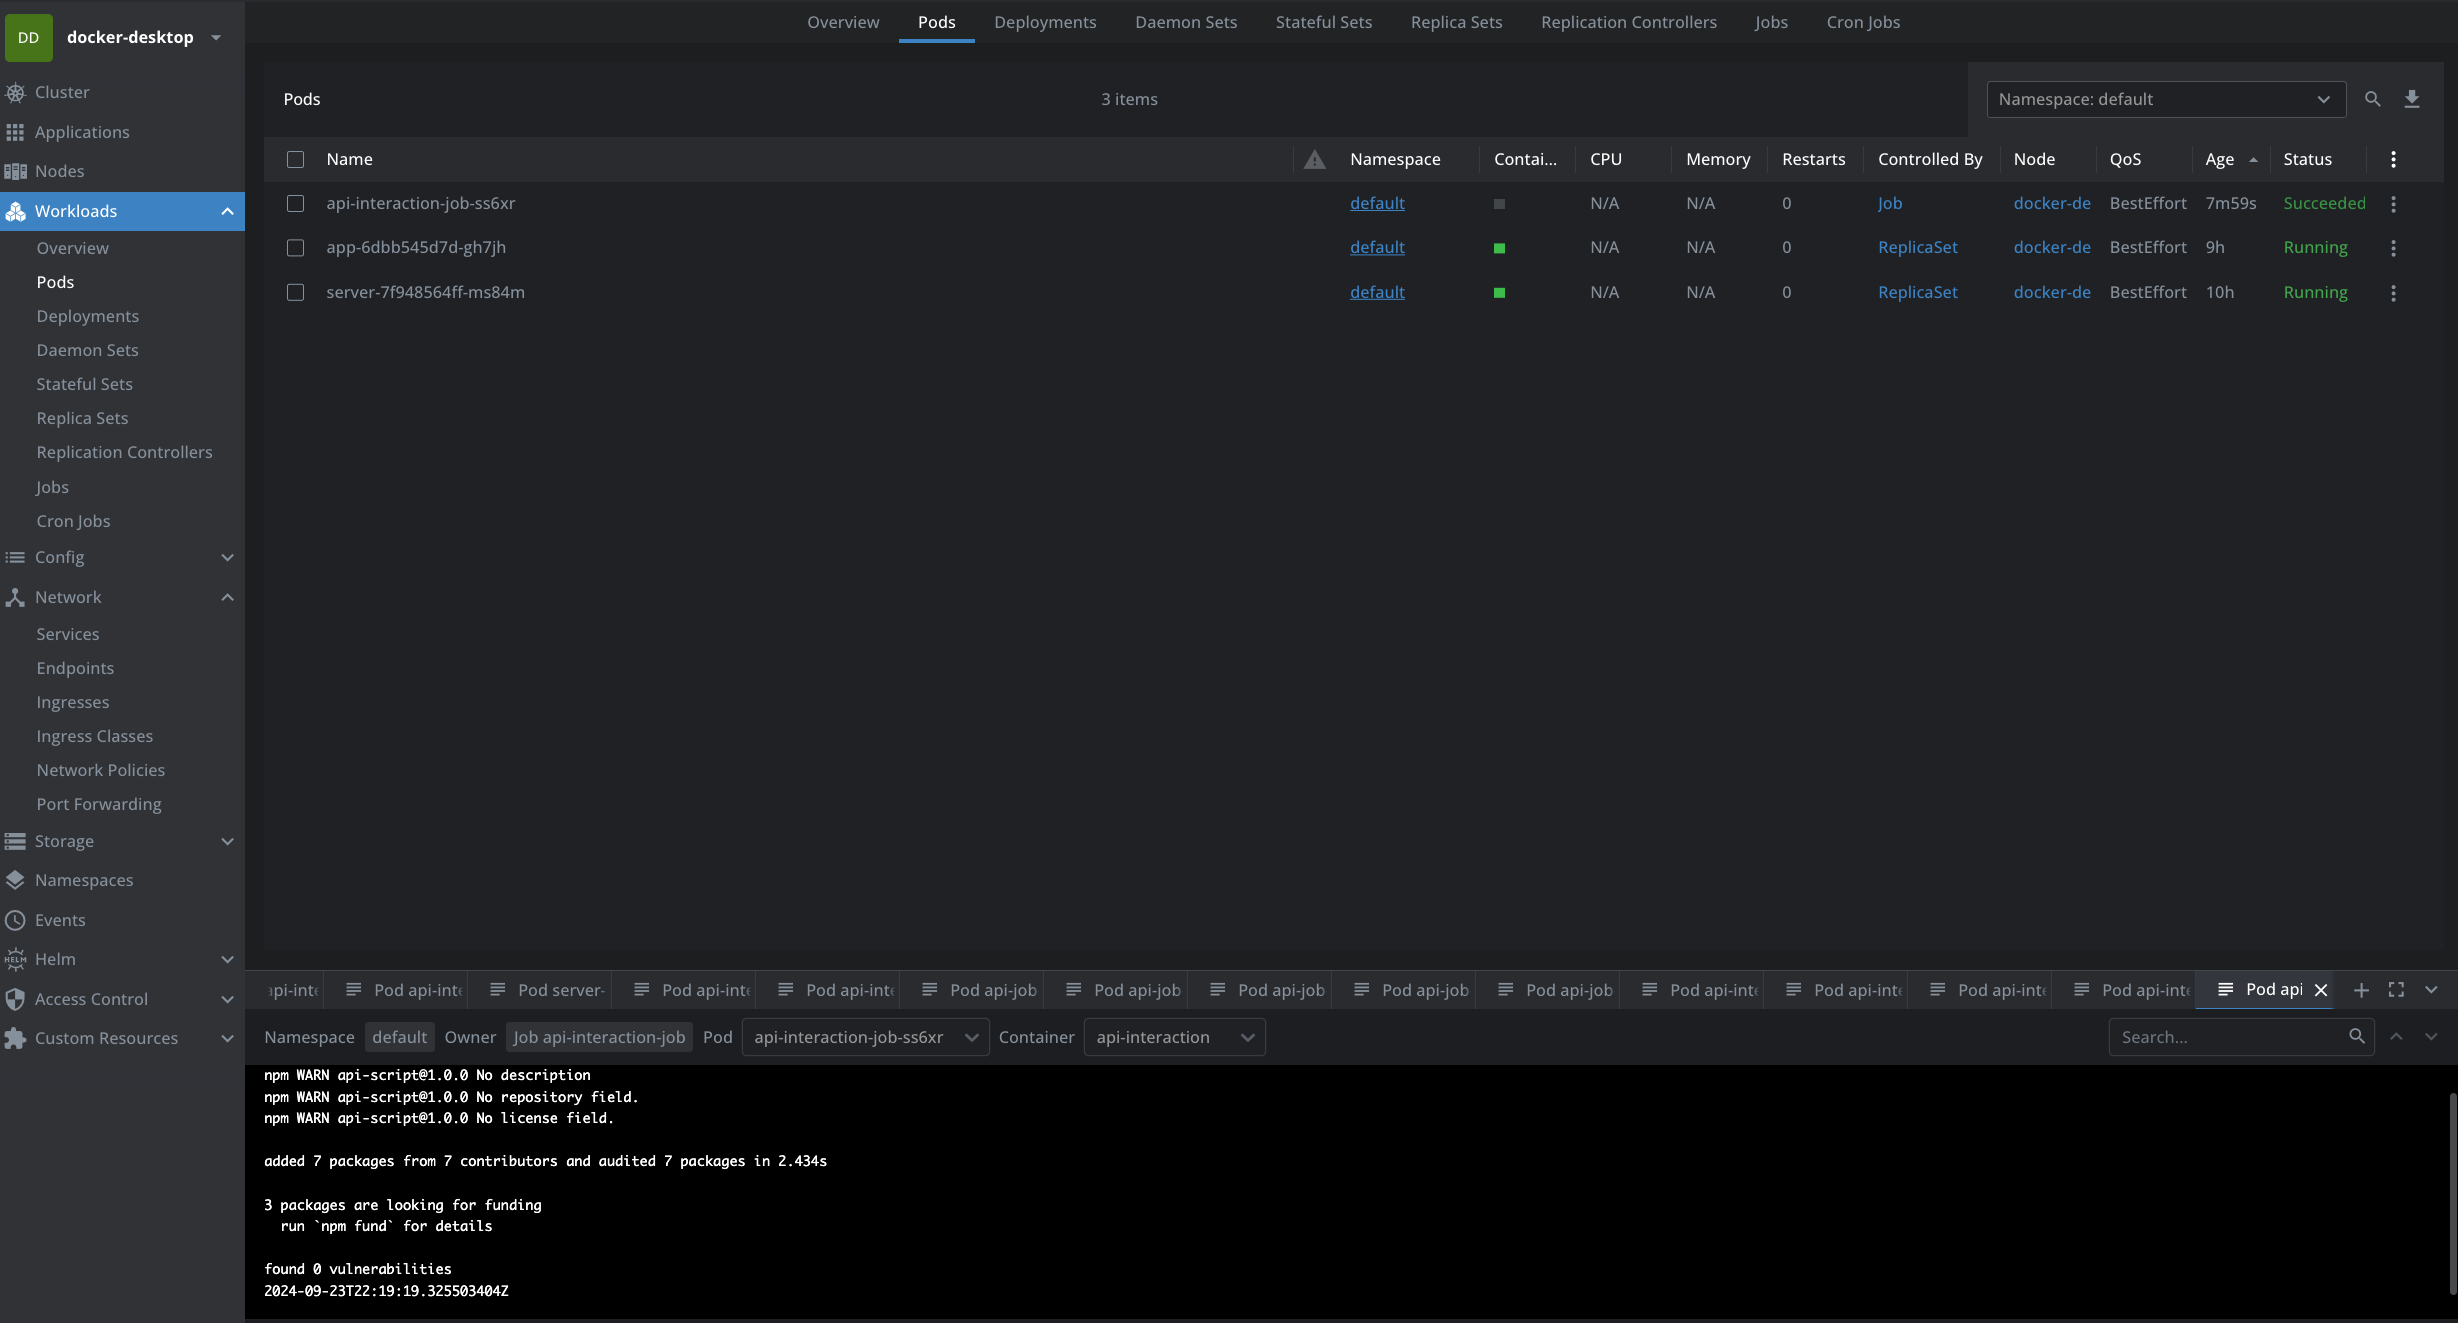 DD docker-desktop
Cluster
Applications
Nodes
Workloads
Overview
Pods
Deployments
Daemon Sets
Stateful Sets
Replica Sets
Replication Controllers
Jobs
Cron Jobs
Config
Network
Services
Endpoints
Ingresses
Ingress Classes
Network Policies
Port Forwarding
Storage
Namespaces
Events
HELM Helm
Access Control
Custom Resources
Overview Pods Deployments Daemon Sets Stateful Sets Replica Sets Replication Controllers Jobs Cron Jobs
Pods 3 items Namespace: default
Name Namespace Contai... CPU Memory Restarts Controlled By Node QoS Age Status
api-interaction-job-ss6xr default N/A N/A 0 Job docker-de BestEffort 7m59s Succeeded
app-6dbb545d7d-gh7jh default N/A N/A 0 ReplicaSet docker-de BestEffort 9h Running
server-7f948564ff-ms84m default N/A N/A 0 ReplicaSet docker-de BestEffort 10h Running
api-inte Pod api-inte Pod server- Pod api-inte Pod api-inte Pod api-job Pod api-job Pod api-job Pod api-job Pod api-job Pod api-inte Pod api-inte Pod api-inte Pod api-inte Pod api
Namespace default Owner Job api-interaction-job Pod api-interaction-job-ss6xr Container api-interaction Search...
npm WARN api-script@1.0.0 No description
npm WARN api-script@1.0.0 No repository field.
npm WARN api-script@1.0.0 No license field.
added 7 packages from 7 contributors and audited 7 packages in 2.434s
3 packages are looking for funding
run `npm fund` for details
found 0 vulnerabilities
2024-09-23T22:19:19.325503404Z